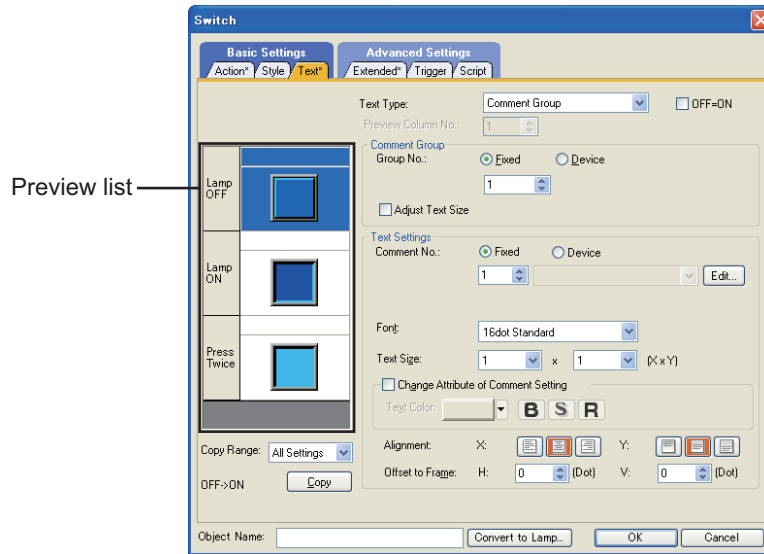 Switch
Basic Settings Advanced Settings
Action* Style Text* Extended* Trigger Script
Text Type: Comment Group OFF=ON
Preview Column No.: 1
Comment Group
Group No.: Fixed Device
1
Adjust Text Size
Preview list
Lamp OFF
Lamp ON
Press Twice
Text Settings
Comment No.: Fixed Device
1 Edit...
Font: 16dot Standard
Text Size: 1 x 1 (X x Y)
Change Attribute of Comment Setting
Text Color: B S R
Copy Range: All Settings
Alignment: X: Y:
OFF->ON Copy
Offset to Frame: H: 0 (Dot) V: 0 (Dot)
Object Name: Convert to Lamp... OK Cancel